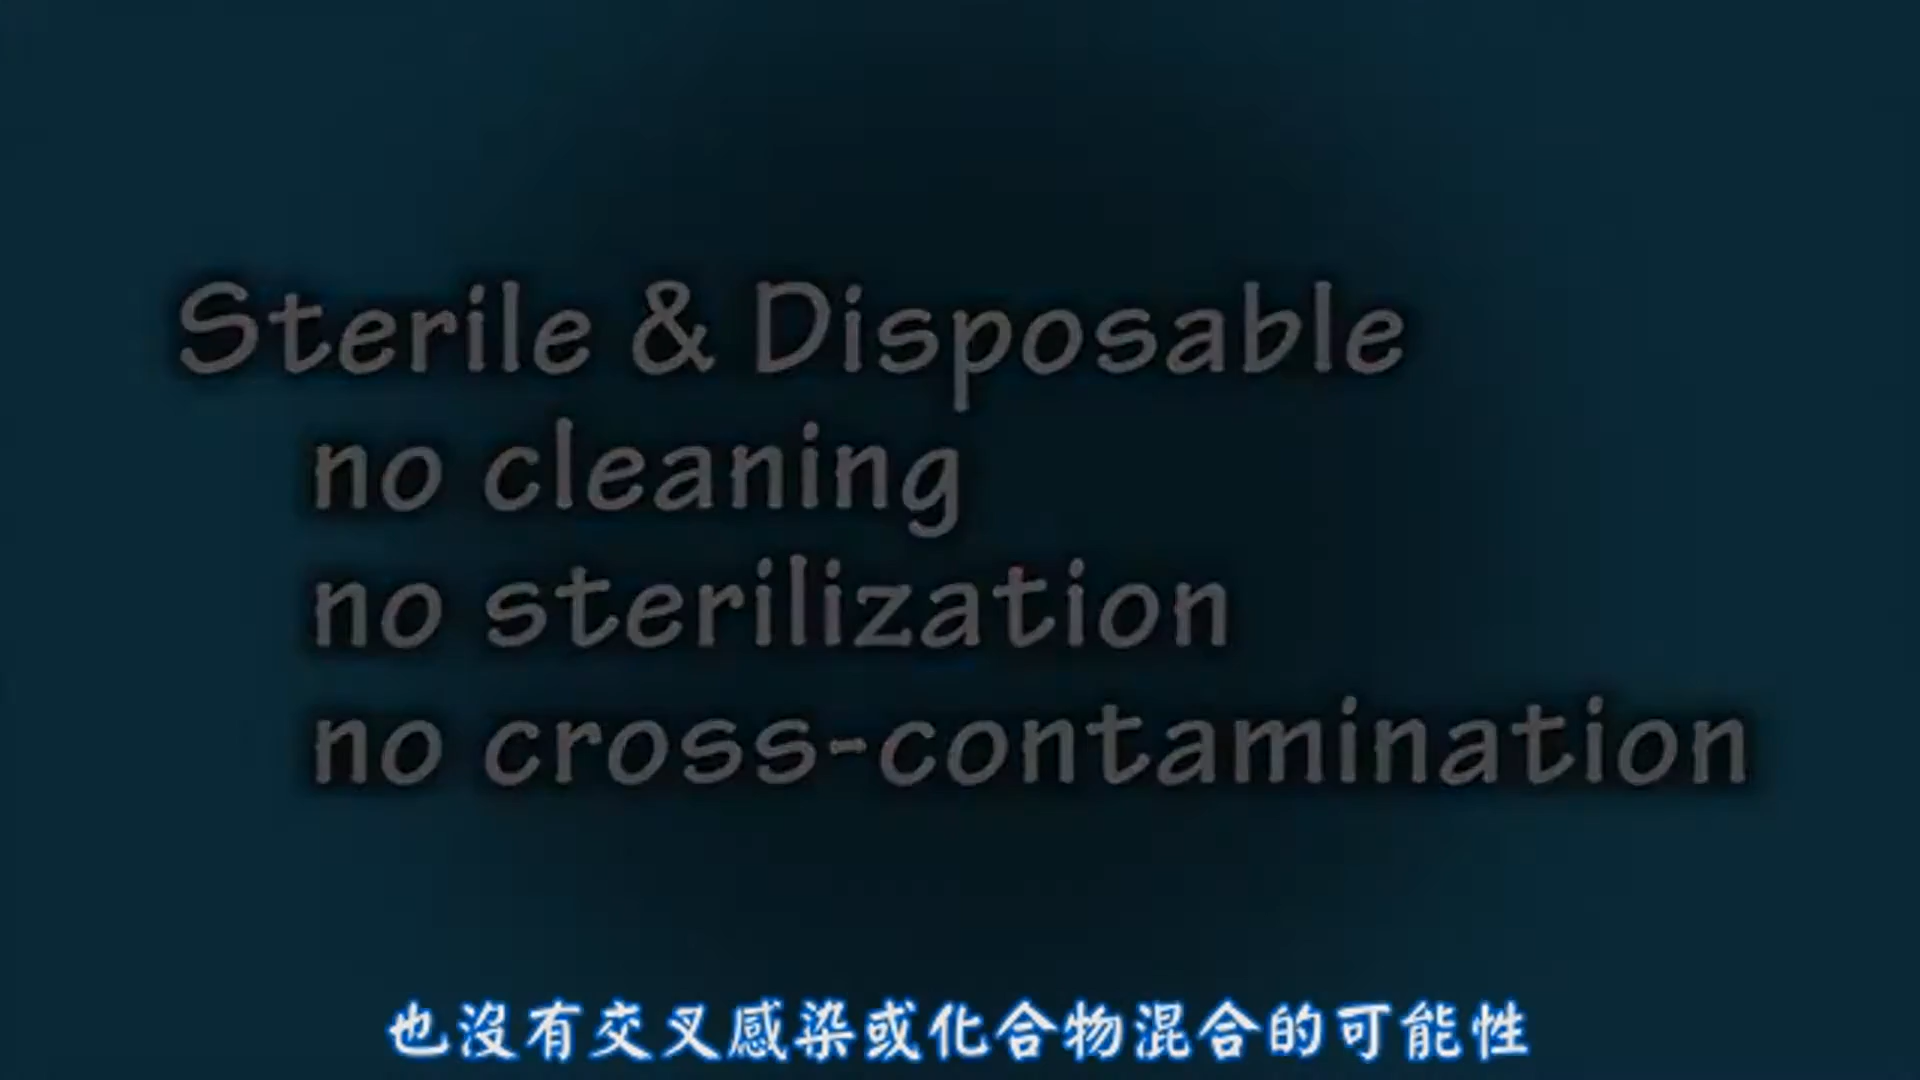 Sterile & Disposable
no cleaning
no sterilization
no cross-contamination
也沒有交叉感染或化合物混合的可能性